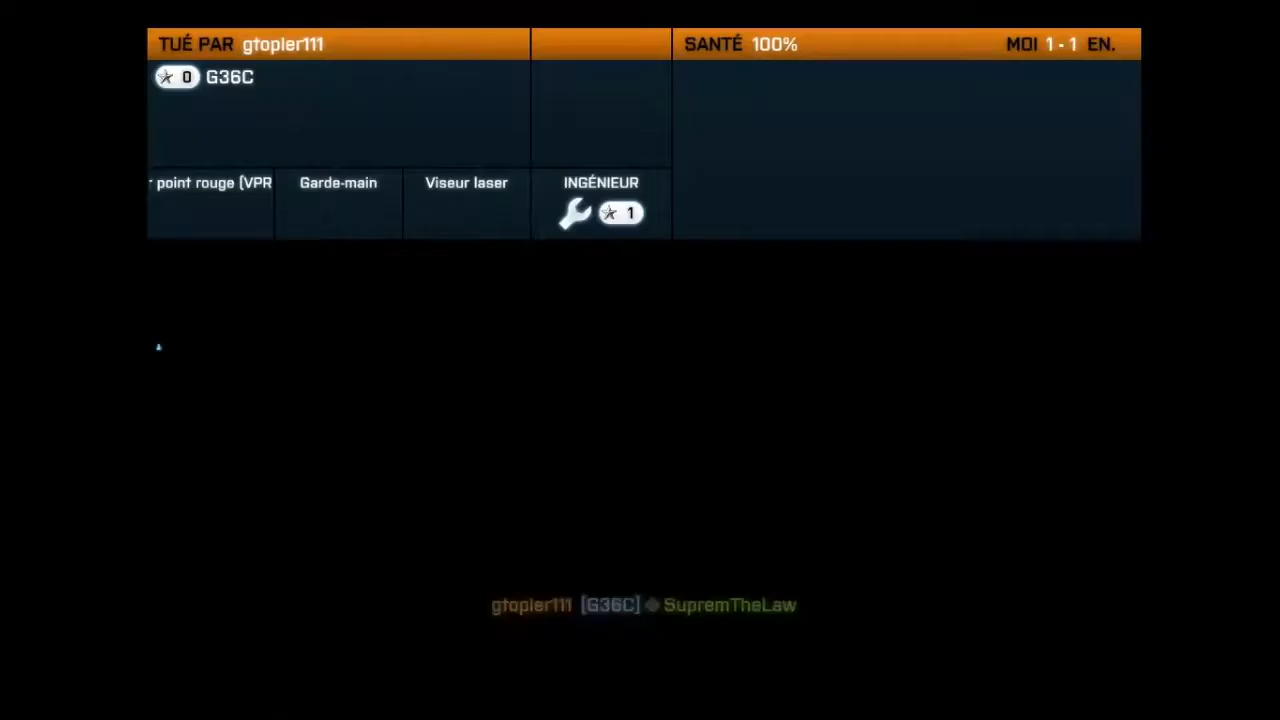 TUÉ PAR gtopler111
SANTÉ 100%
MOI 1 - 1 EN.
0 G36C
r point rouge (VPR
Garde-main
Viseur laser
INGÉNIEUR
1
gtopler111 [G36C] SupremTheLaw